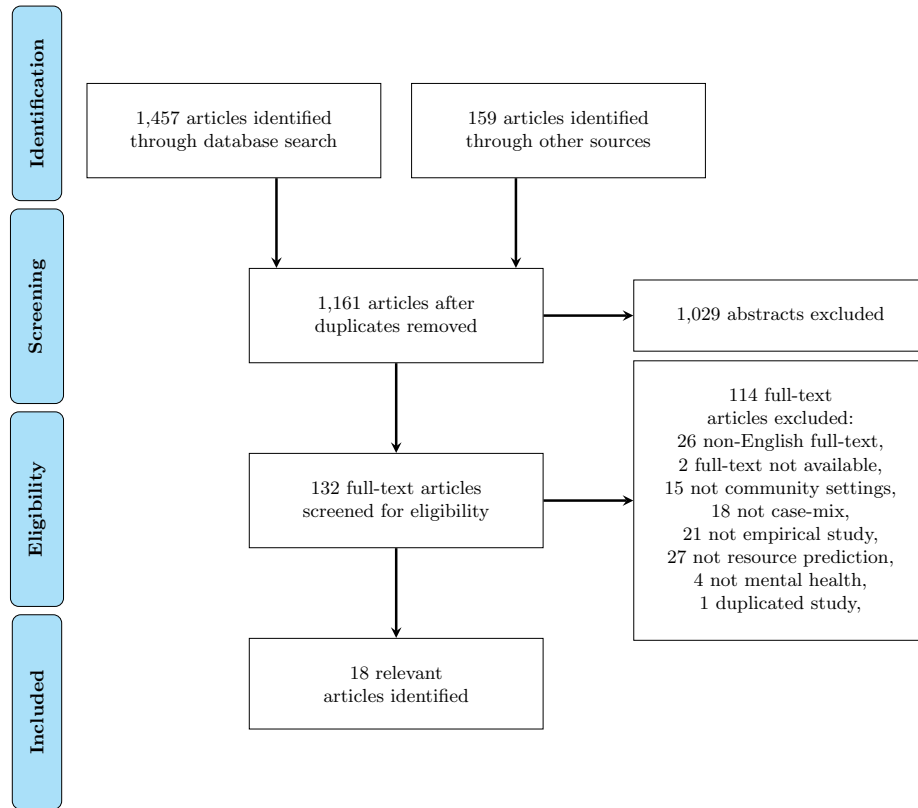 Identification
1,457 articles identified
through database search
159 articles identified
through other sources
Screening
1,161 articles after
duplicates removed
1,029 abstracts excluded
Eligibility
132 full-text articles
screened for eligibility
114 full-text
articles excluded:
26 non-English full-text,
2 full-text not available,
15 not community settings,
18 not case-mix,
21 not empirical study,
27 not resource prediction,
4 not mental health,
1 duplicated study,
Included
18 relevant
articles identified